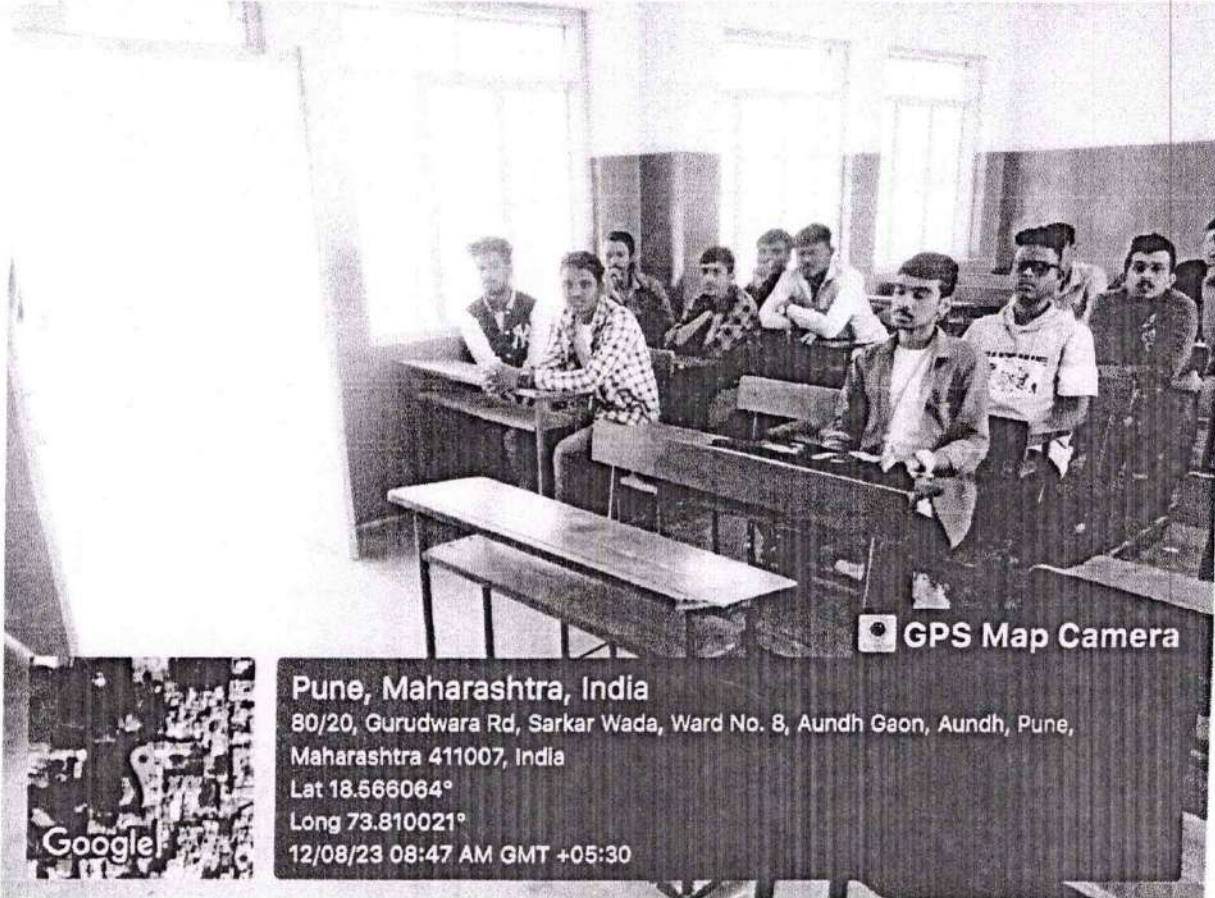 GPS Map Camera
Pune, Maharashtra, India
80/20, Gurudwara Rd, Sarkar Wada, Ward No. 8, Aundh Gaon, Aundh, Pune,
Maharashtra 411007, India
Lat 18.566064°
Long 73.810021°
12/08/23 08:47 AM GMT +05:30
Google